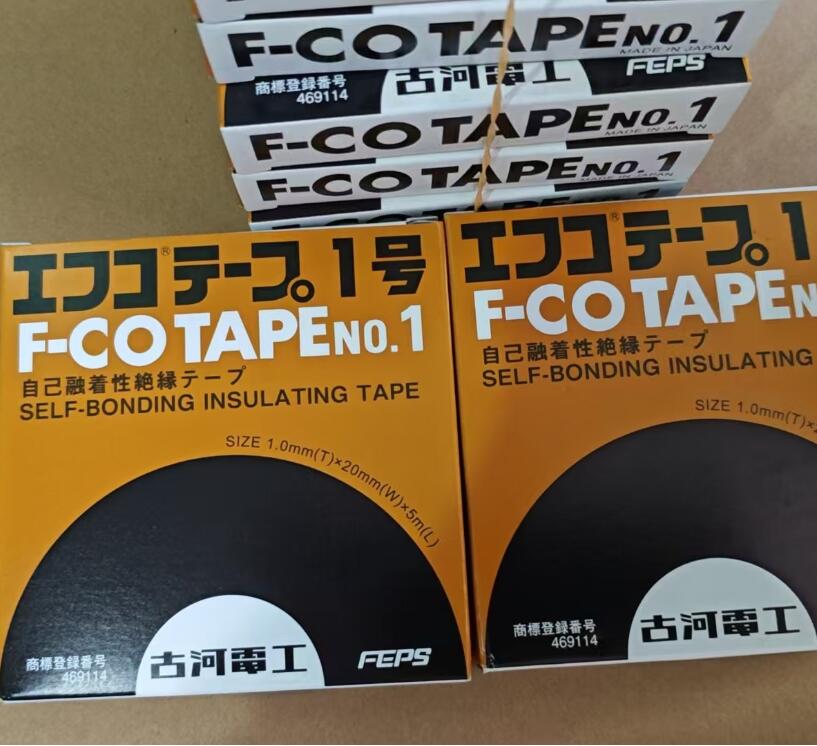 F-CO TAPE NO. 1
MADE IN JAPAN
商標登録番号
469114
古河電工
FEPS
F-CO TAPE NO. 1
MADE IN JAPAN
F-CO TAPE NO. 1
MADE IN JAPAN
エフコ®テープ1号
F-CO TAPE NO.1
自己融着性絶縁テープ
SELF-BONDING INSULATING TAPE
SIZE 1.0mm(T)×20mm(W)×5m(L)
商標登録番号
469114
古河電工
FEPS
エフコ®テープ1
F-CO TAPE N
自己融着性絶縁テープ
SELF-BONDING INSULATING
SIZE 1.0mm(T)×
商標登録番号
469114
古河電工